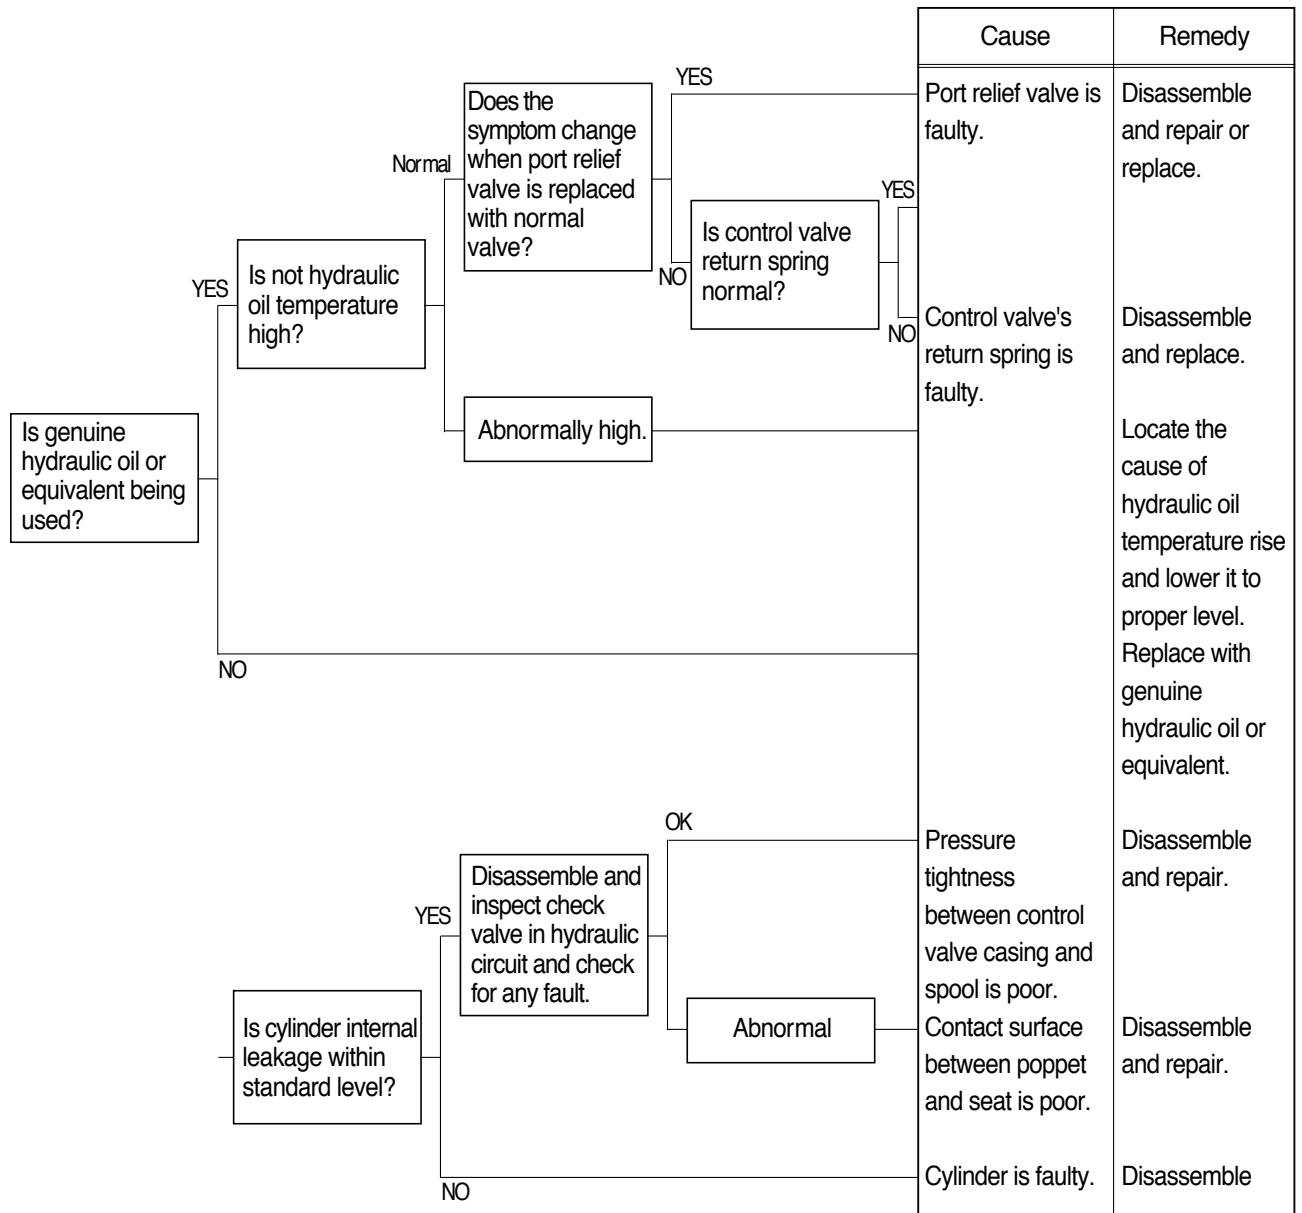 Cause
Remedy
YES
Does the
symptom change
when port relief
valve is replaced
with normal
valve?
Port relief valve is
faulty.
Disassemble
and repair or
replace.
Normal
YES
Is control valve
return spring
normal?
NO
Is not hydraulic
oil temperature
high?
YES
NO
Control valve's
return spring is
faulty.
Disassemble
and replace.
Abnormally high.
Is genuine
hydraulic oil or
equivalent being
used?
Locate the
cause of
hydraulic oil
temperature rise
and lower it to
proper level.
NO
Replace with
genuine
hydraulic oil or
equivalent.
OK
Pressure
tightness
between control
valve casing and
spool is poor.
Disassemble
and repair.
YES
Disassemble and
inspect check
valve in hydraulic
circuit and check
for any fault.
Is cylinder internal
leakage within
standard level?
Abnormal
Contact surface
between poppet
and seat is poor.
Disassemble
and repair.
NO
Cylinder is faulty.
Disassemble